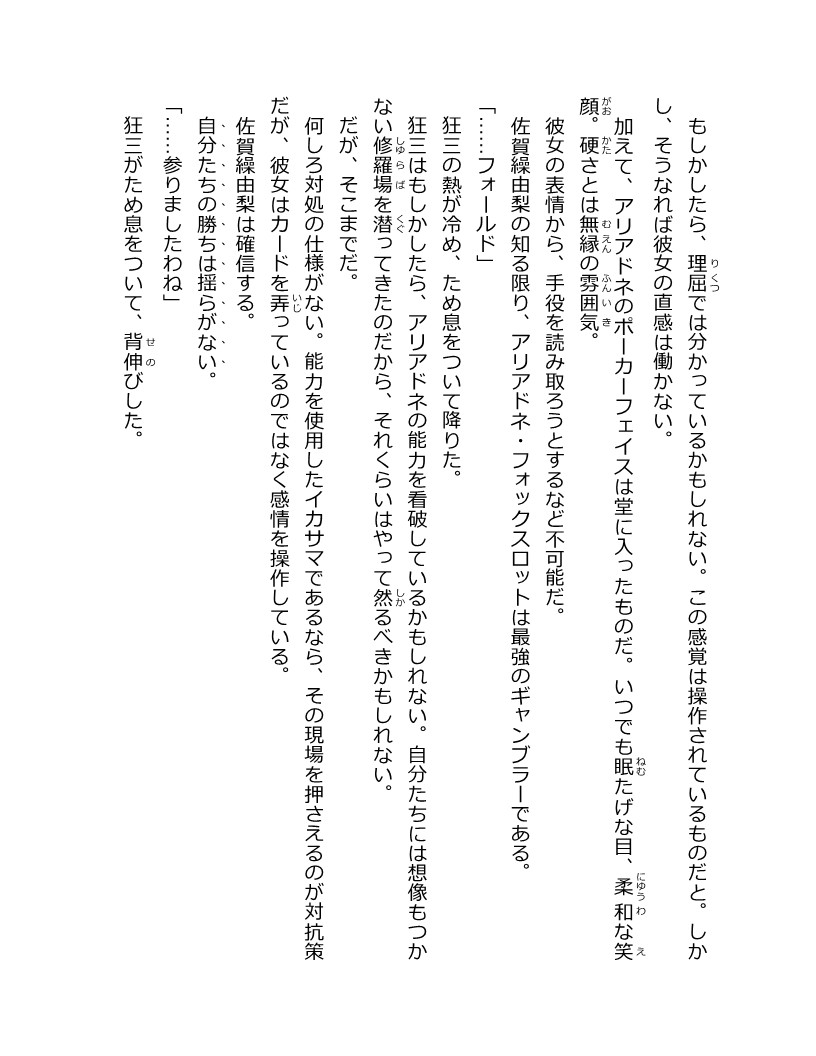 もしかしたら、理屈では分かっているかもしれない。この感覚は操作されているものだと。しか
し、そうなれば彼女の直感は働かない。
加えて、アリアドネのポーカーフェイスは堂に入ったものだ。いつでも眠たげな目、柔和な笑
顔。硬さとは無縁の雰囲気。
彼女の表情から、手役を読み取ろうとするなど不可能だ。
佐賀繰由梨の知る限り、アリアドネ・フォックスロットは最強のギャンブラーである。
「……フォールド」
狂三の熱が冷め、ため息をついて降りた。
狂三はもしかしたら、アリアドネの能力を看破しているかもしれない。自分たちには想像もつか
ない修羅場を潜ってきたのだから、それくらいはやって然るべきかもしれない。
だが、そこまでだ。
何しろ対処の仕様がない。能力を使用したイカサマであるなら、その現場を押さえるのが対抗策
だが、彼女はカードを弄っているのではなく感情を操作している。
佐賀繰由梨は確信する。
自分たちの勝ちは揺らがない。
「……参りましたわね」
狂三がため息をついて、背伸びした。